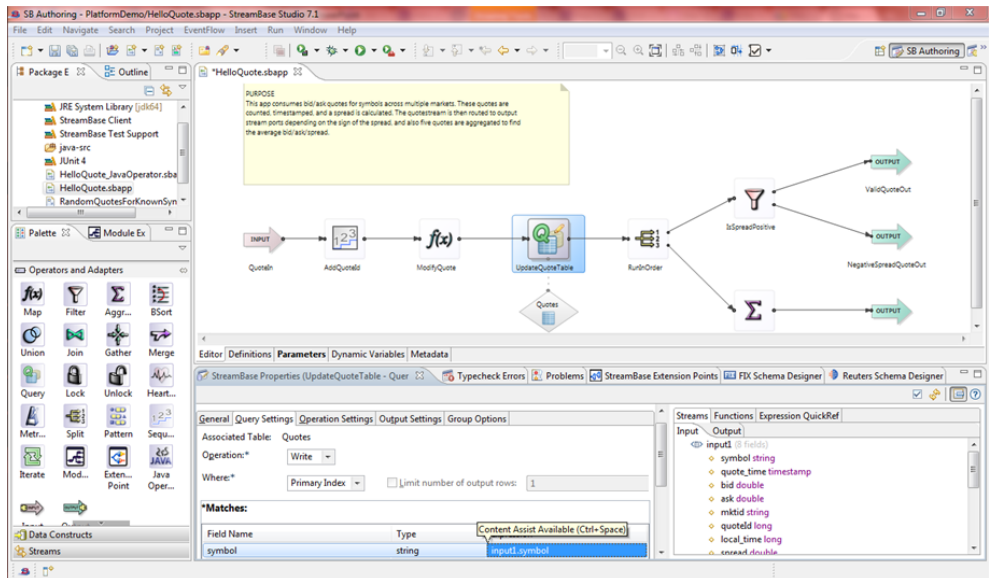 SB Authoring - PlatformDemo/HelloQuote.sbapp - StreamBase Studio 7.1
File Edit Navigate Search Project EventFlow Insert Run Window Help
SB Authoring
Package E Outline
JRE System Library [jdk64]
StreamBase Client
StreamBase Test Support
java-src
JUnit 4
HelloQuote_JavaOperator.sba
HelloQuote.sbapp
RandomQuotesForKnownSyn
Palette Module Ex
Operators and Adapters
f(x) Σ
Map Filter Aggr... BSort
Union Join Gather Merge
Query Lock Unlock Heart...
Metr... Split Pattern Sequ...
JAVA
Iterate Mod... Exten... Java
Point Oper...
Data Constructs
Streams
*HelloQuote.sbapp
PURPOSE
This app consumes bid/ask quotes for symbols across multiple markets. These quotes are
counted, timestamped, and a spread is calculated. The quotestream is then routed to output
stream ports depending on the sign of the spread, and also five quotes are aggregated to find
the average bid/ask/spread.
OUTPUT
ValidQuoteOut
IsSpreadPositive
INPUT 123 f(x) OUTPUT
QuoteIn AddQuoteId ModifyQuote UpdateQuoteTable RunInOrder NegativeSpreadQuoteOut
Quotes
Σ OUTPUT
Editor Definitions Parameters Dynamic Variables Metadata
StreamBase Properties (UpdateQuoteTable - Quer Typecheck Errors Problems StreamBase Extension Points FIX Schema Designer Reuters Schema Designer
General Query Settings Operation Settings Output Settings Group Options
Associated Table: Quotes
Operation:* Write
Where:* Primary Index Limit number of output rows: 1
*Matches:
Content Assist Available (Ctrl+Space)
Field Name Type
symbol string input1.symbol
Streams Functions Expression QuickRef
Input Output
input1 (8 fields)
symbol string
quote_time timestamp
bid double
ask double
mktid string
quoteId long
local_time long
spread double